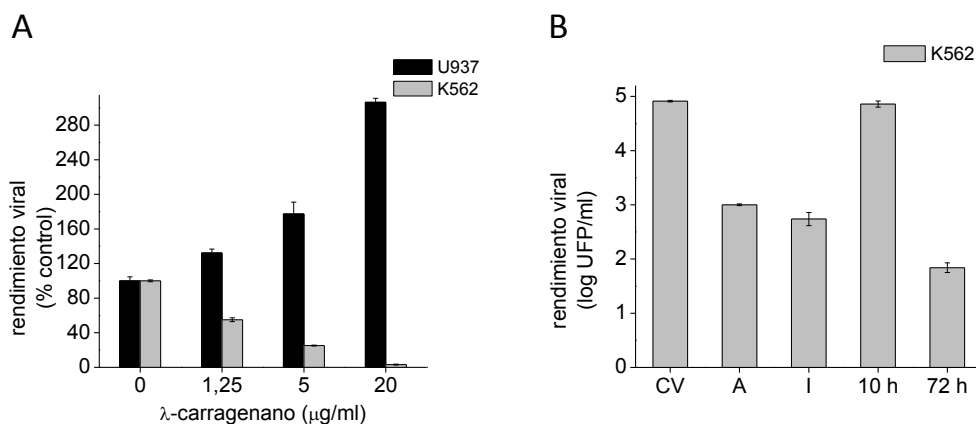 A
U937
K562
rendimiento viral
(% control)
280
240
200
160
120
80
40
0
0 1,25 5 20
λ-carragenano (μg/ml)
B
K562
rendimiento viral
(log UFP/ml)
5
4
3
2
1
0
CV A I 10 h 72 h